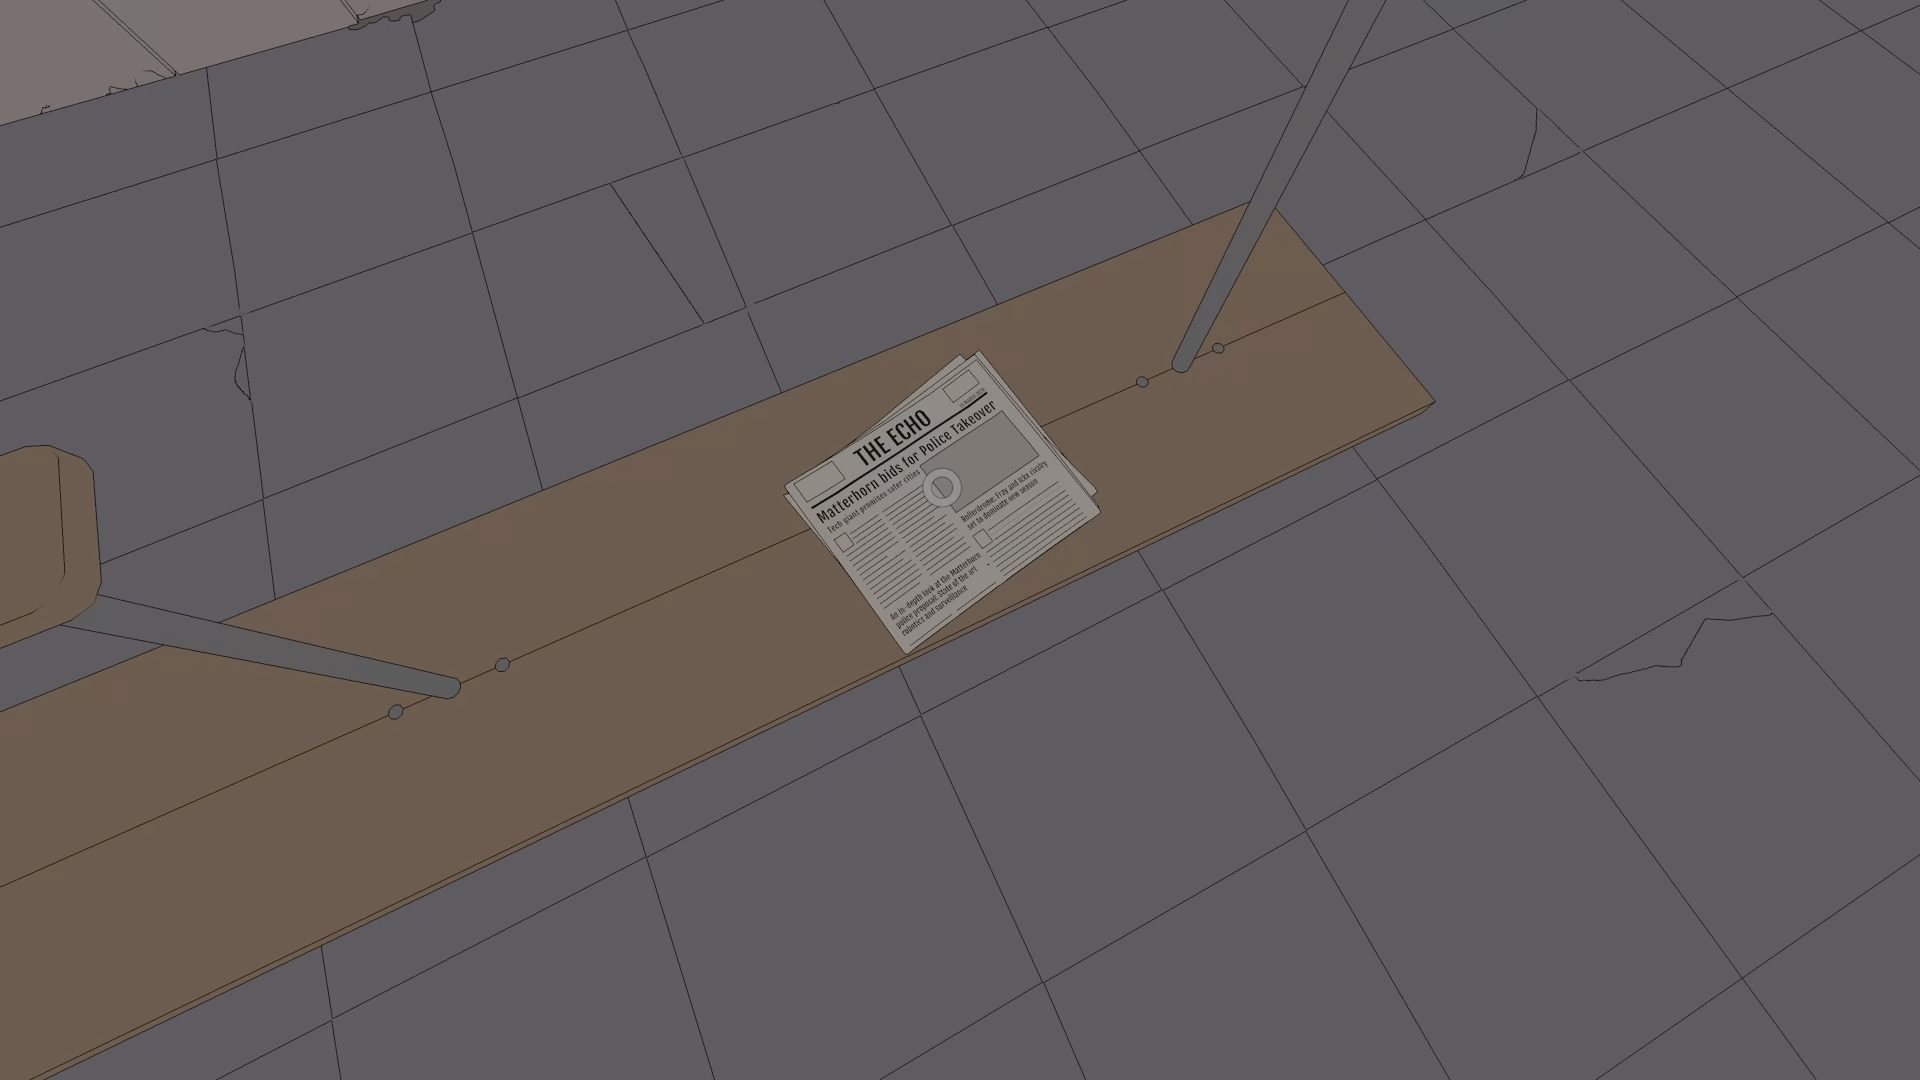 THE ECHO
Matterhorn bids for Police Takeover
Tech giant promises safer cities
Rollerdrome: Fray and Ickx rivalry
set to dominate new season
An in-depth look at the Matterhorn
police proposal: State of the art
robotics and surveillance